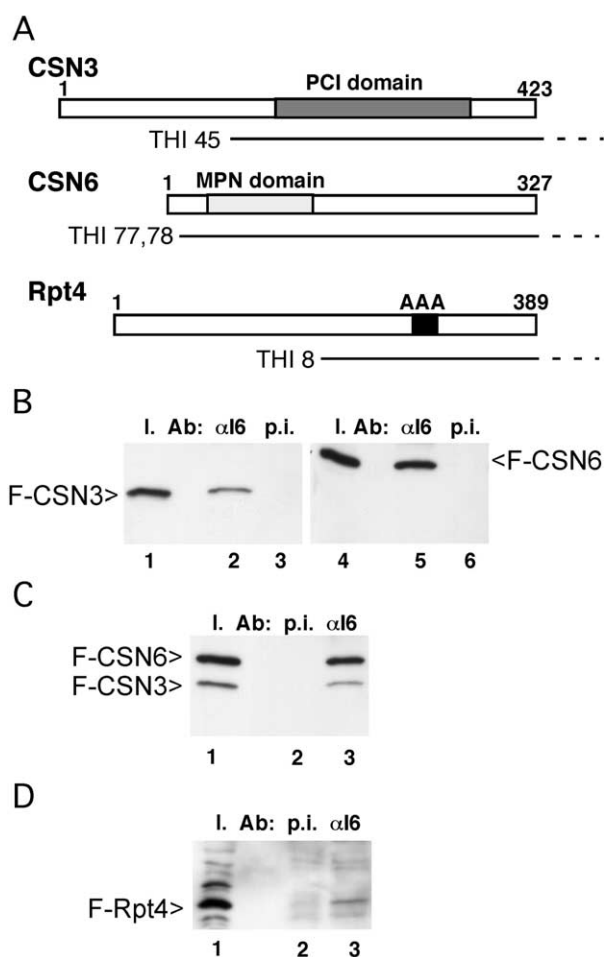 A
CSN3
1 PCI domain 423
THI 45
CSN6
1 MPN domain 327
THI 77,78
Rpt4
1 AAA 389
THI 8
B
I. Ab: αI6 p.i. I. Ab: αI6 p.i.
F-CSN3> <F-CSN6
1 2 3 4 5 6
C
I. Ab: p.i. αI6
F-CSN6>
F-CSN3>
1 2 3
D
I. Ab: p.i. αI6
F-Rpt4>
1 2 3